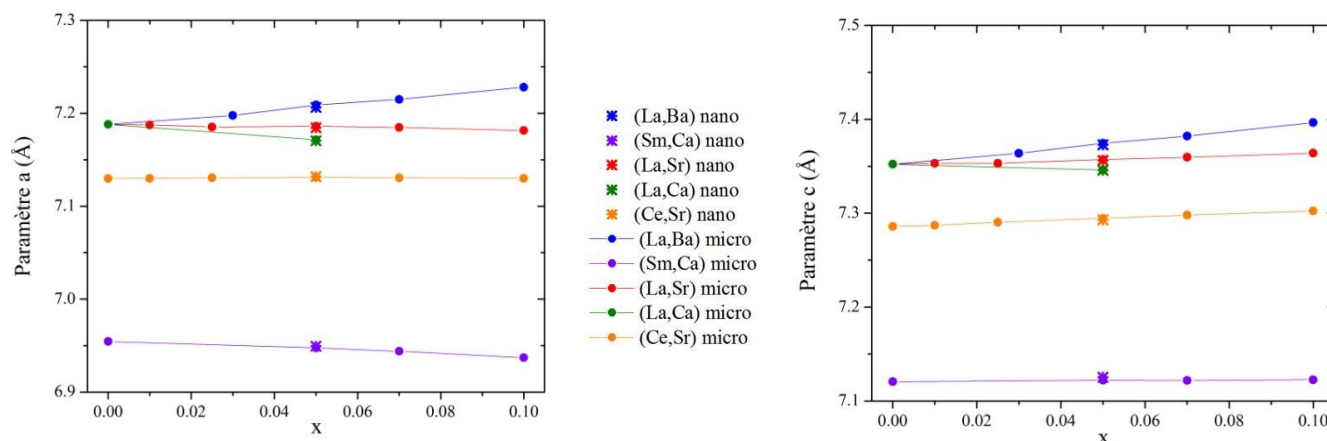 7.3
7.2
7.1
7.0
6.9
Paramètre a (Å)
0.00 0.02 0.04 0.06 0.08 0.10
x
(La,Ba) nano
(Sm,Ca) nano
(La,Sr) nano
(La,Ca) nano
(Ce,Sr) nano
(La,Ba) micro
(Sm,Ca) micro
(La,Sr) micro
(La,Ca) micro
(Ce,Sr) micro
7.5
7.4
7.3
7.2
7.1
Paramètre c (Å)
0.00 0.02 0.04 0.06 0.08 0.10
x